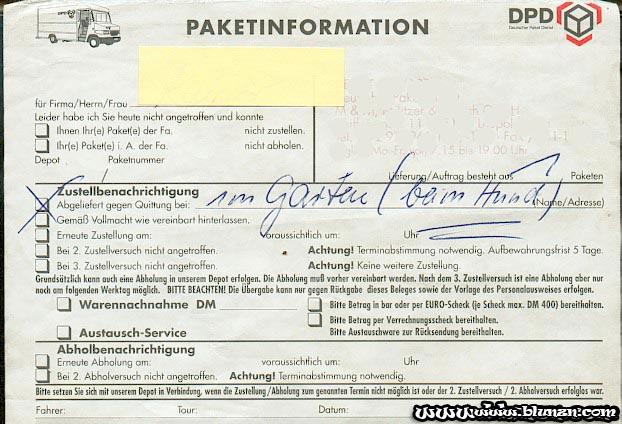 DPD
PAKETINFORMATION
DPD
Deutscher Paket Dienst
für Firma/Herrn/Frau
Leider habe ich Sie heute nicht angetroffen und konnte
Ihnen Ihr(e) Paket(e) der Fa. nicht zustellen.
Ihr(e) Paket(e) i. A. der Fa. nicht abholen.
Depot Paketnummer
15 bis 19.00 Uhr
Lieferung/Auftrag besteht aus Paketen
Zustellbenachrichtigung
Abgeliefert gegen Quittung bei: im Garten (beim Hund) (Name/Adresse)
Gemäß Vollmacht wie vereinbart hinterlassen.
Erneute Zustellung am: voraussichtlich um: Uhr
Bei 2. Zustellversuch nicht angetroffen. Achtung! Terminabstimmung notwendig. Aufbewahrungsfrist 5 Tage.
Bei 3. Zustellversuch nicht angetroffen. Achtung! Keine weitere Zustellung.
Grundsätzlich kann auch eine Abholung in unserem Depot erfolgen. Die Abholung muß vorher vereinbart werden. Nach dem 3. Zustellversuch ist eine Abholung aber nur
noch am folgenden Werktag möglich. BITTE BEACHTEN! Die Übergabe kann nur gegen Rückgabe dieses Beleges sowie der Vorlage des Personalausweises erfolgen.
Warennachnahme DM
Bitte Betrag in bar oder per EURO-Scheck (je Scheck max. DM 400) bereithalten.
Bitte Betrag per Verrechnungsscheck bereithalten.
Austausch-Service Bitte Austauschware zur Rücksendung bereithalten.
Abholbenachrichtigung
Erneute Abholung am: voraussichtlich um: Uhr
Bei 2. Abholversuch nicht angetroffen. Achtung! Terminabstimmung notwendig.
Bitte setzen Sie sich mit unserem Depot in Verbindung, wenn die Zustellung/Abholung zum genannten Termin nicht möglich ist oder der 2. Zustellversuch / 2. Abholversuch erfolglos war.
Fahrer: Tour: Datum: